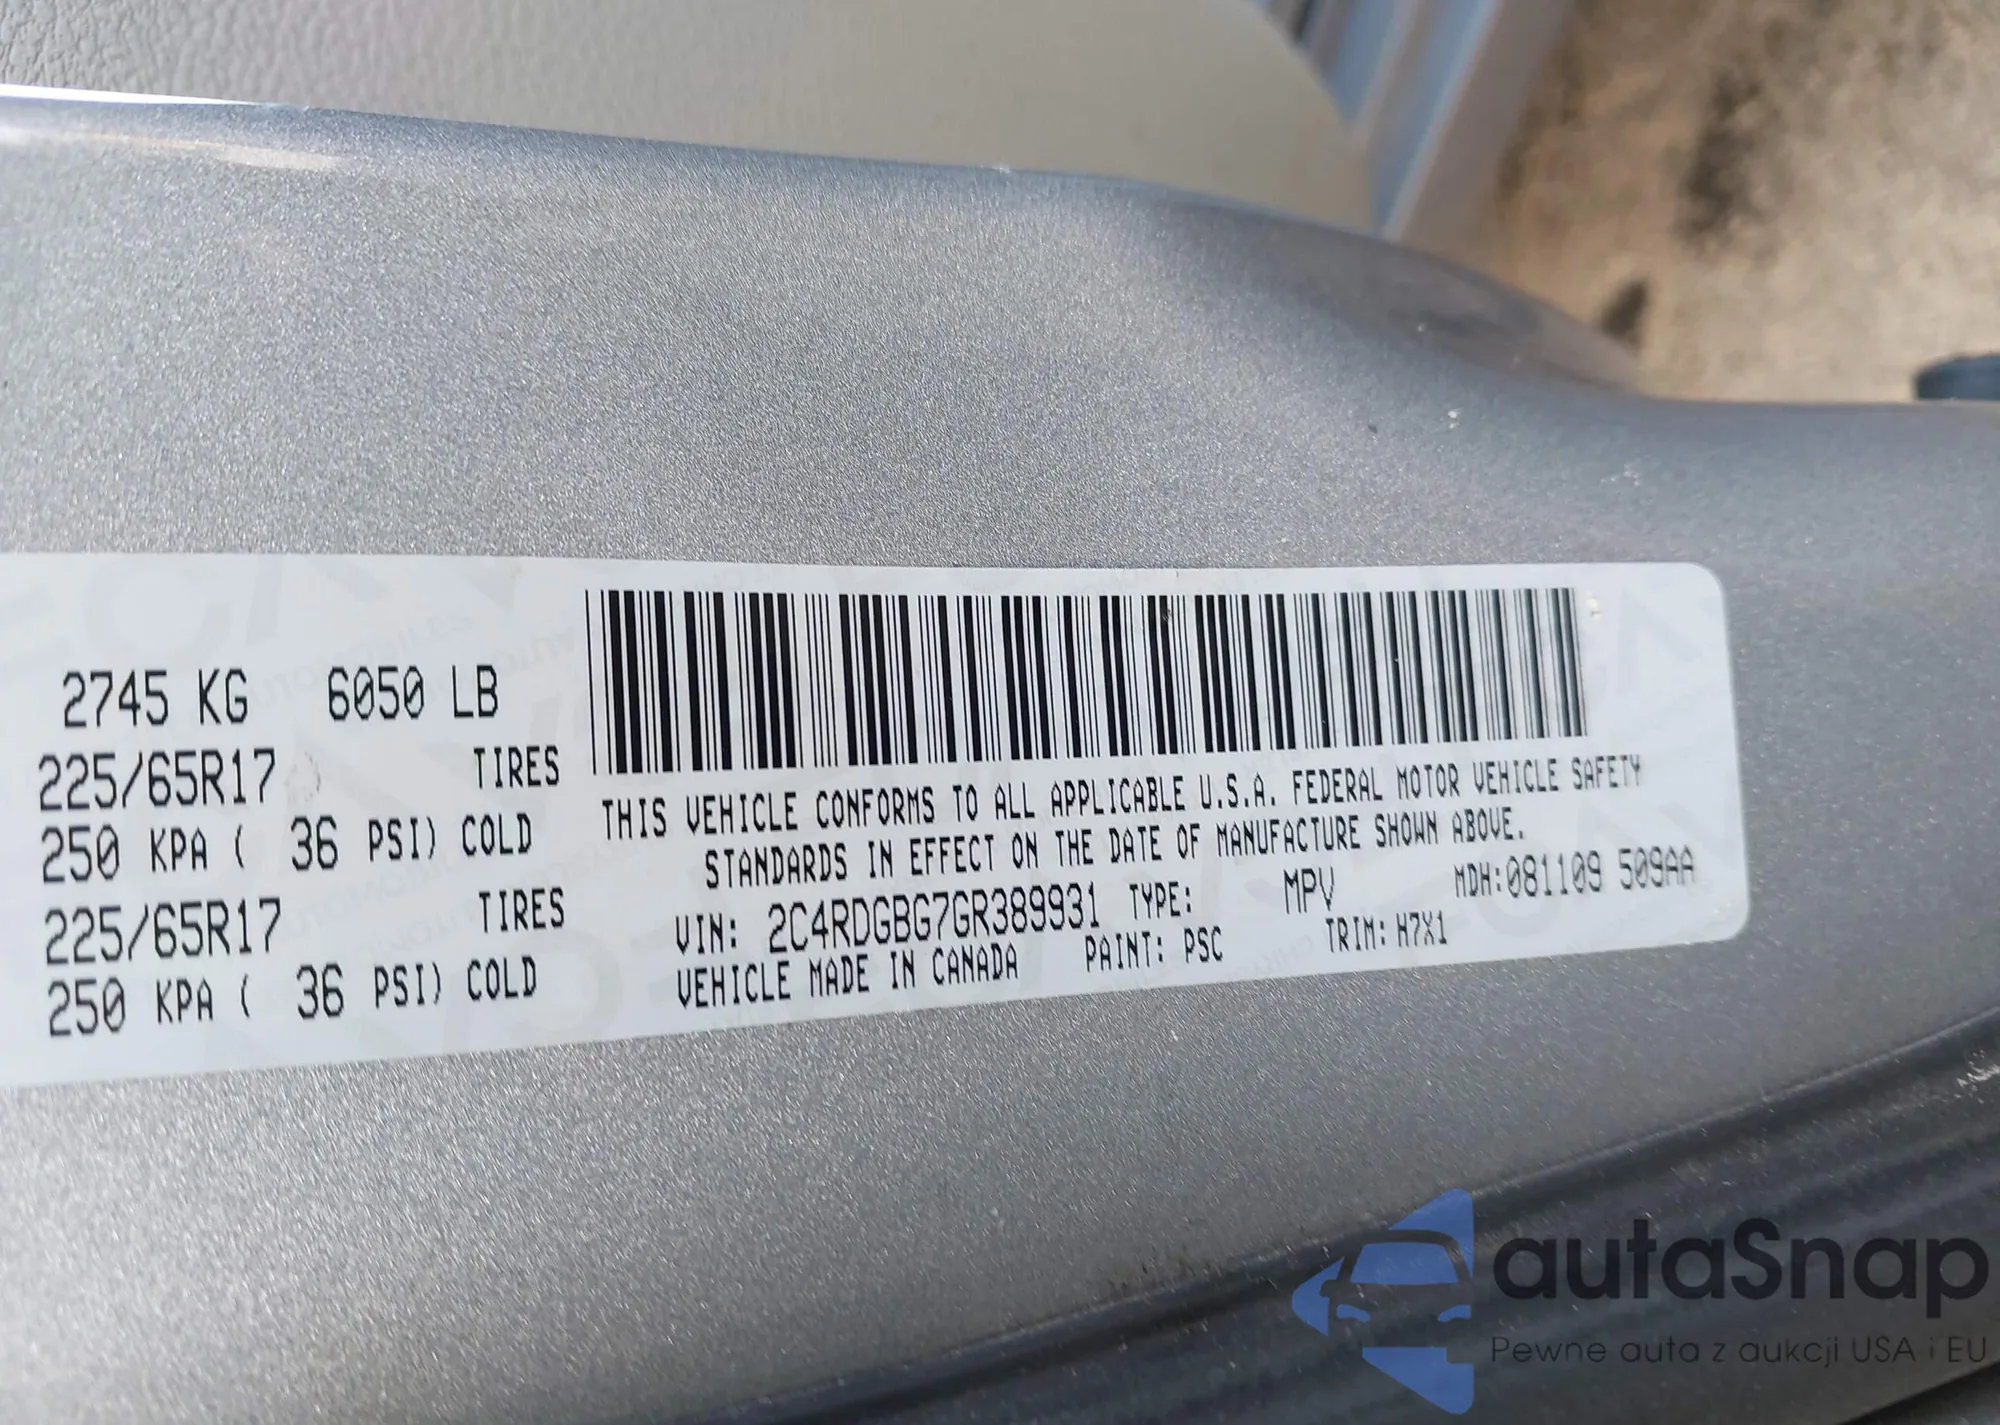 2745 KG 6050 LB
225/65R17 TIRES
250 KPA ( 36 PSI) COLD
225/65R17 TIRES
250 KPA ( 36 PSI) COLD
THIS VEHICLE CONFORMS TO ALL APPLICABLE U.S.A. FEDERAL MOTOR VEHICLE SAFETY
STANDARDS IN EFFECT ON THE DATE OF MANUFACTURE SHOWN ABOVE.
VIN: 2C4RDGBG7GR389931 TYPE: MPV MDH:081109 509AA
VEHICLE MADE IN CANADA PAINT: PSC TRIM: H7X1
autaSnap
Pewne auta z aukcji USA i EU